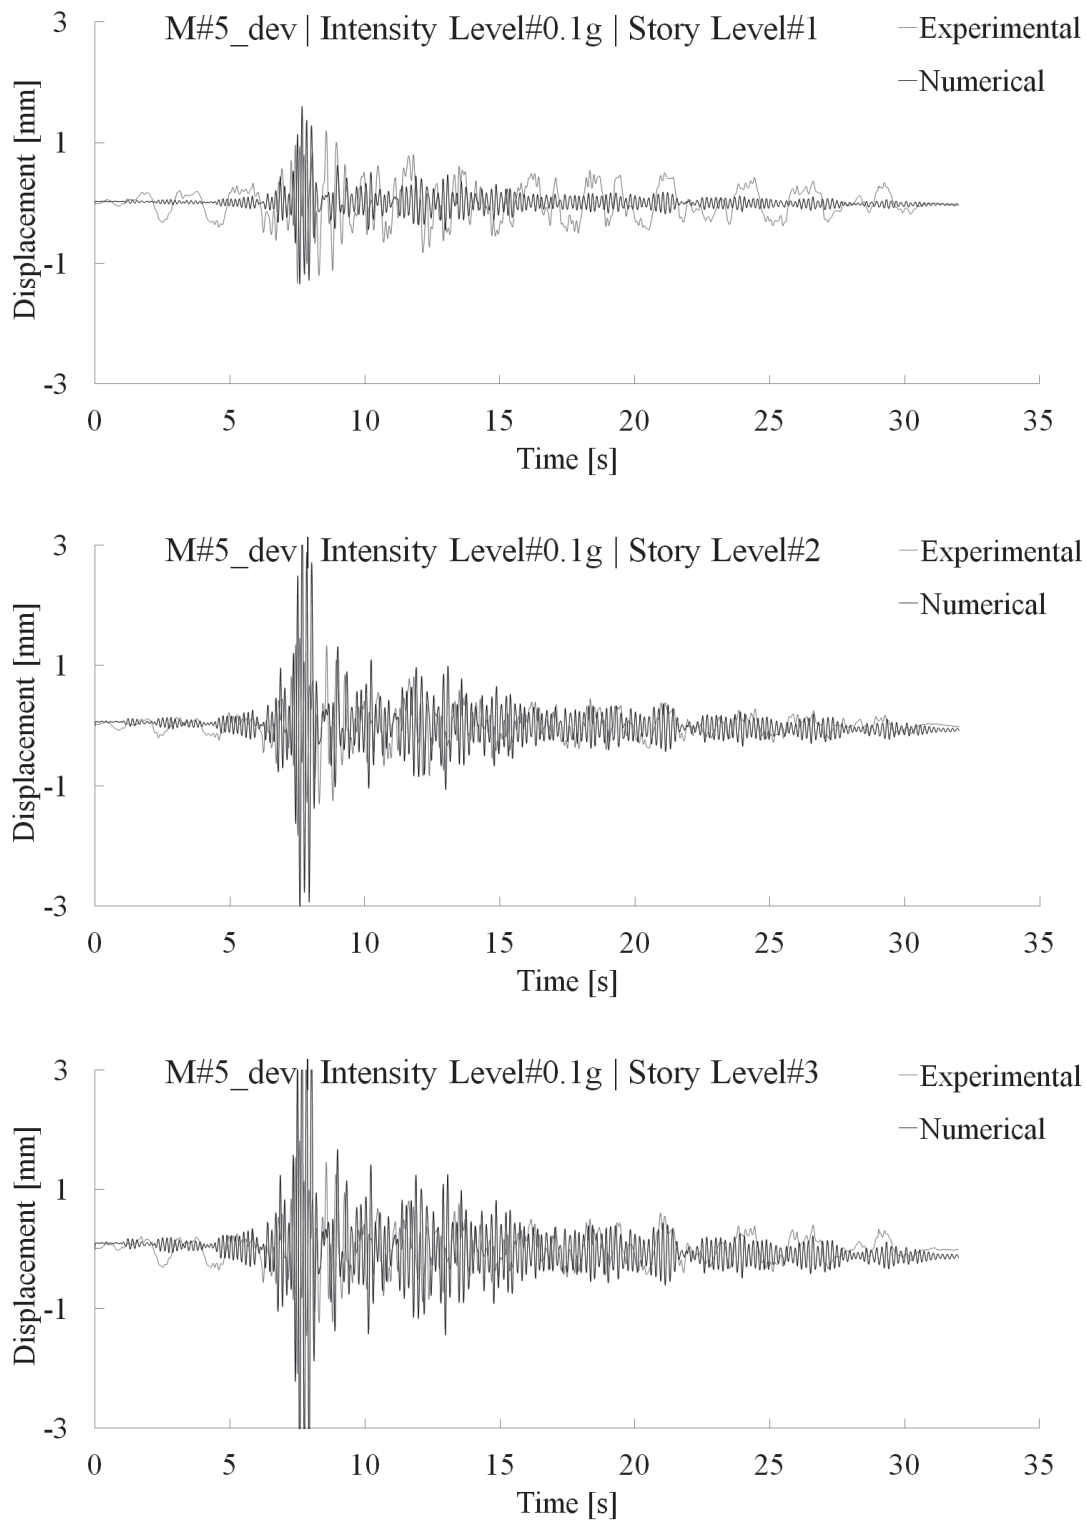 M#5_dev | Intensity Level#0.1g | Story Level#1
Experimental
Numerical
Displacement [mm]
3
1
-1
-3
0 5 10 15 20 25 30 35
Time [s]
M#5_dev | Intensity Level#0.1g | Story Level#2
Experimental
Numerical
Displacement [mm]
3
1
-1
-3
0 5 10 15 20 25 30 35
Time [s]
M#5_dev | Intensity Level#0.1g | Story Level#3
Experimental
Numerical
Displacement [mm]
3
1
-1
-3
0 5 10 15 20 25 30 35
Time [s]